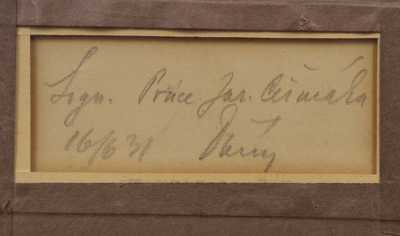 Sign. Práce Jar. Čermáka
16/6 31